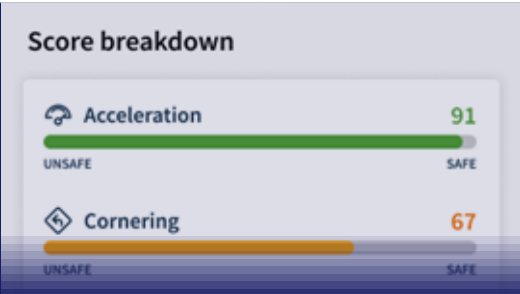 Score breakdown
Acceleration 91
UNSAFE SAFE
Cornering 67
UNSAFE SAFE